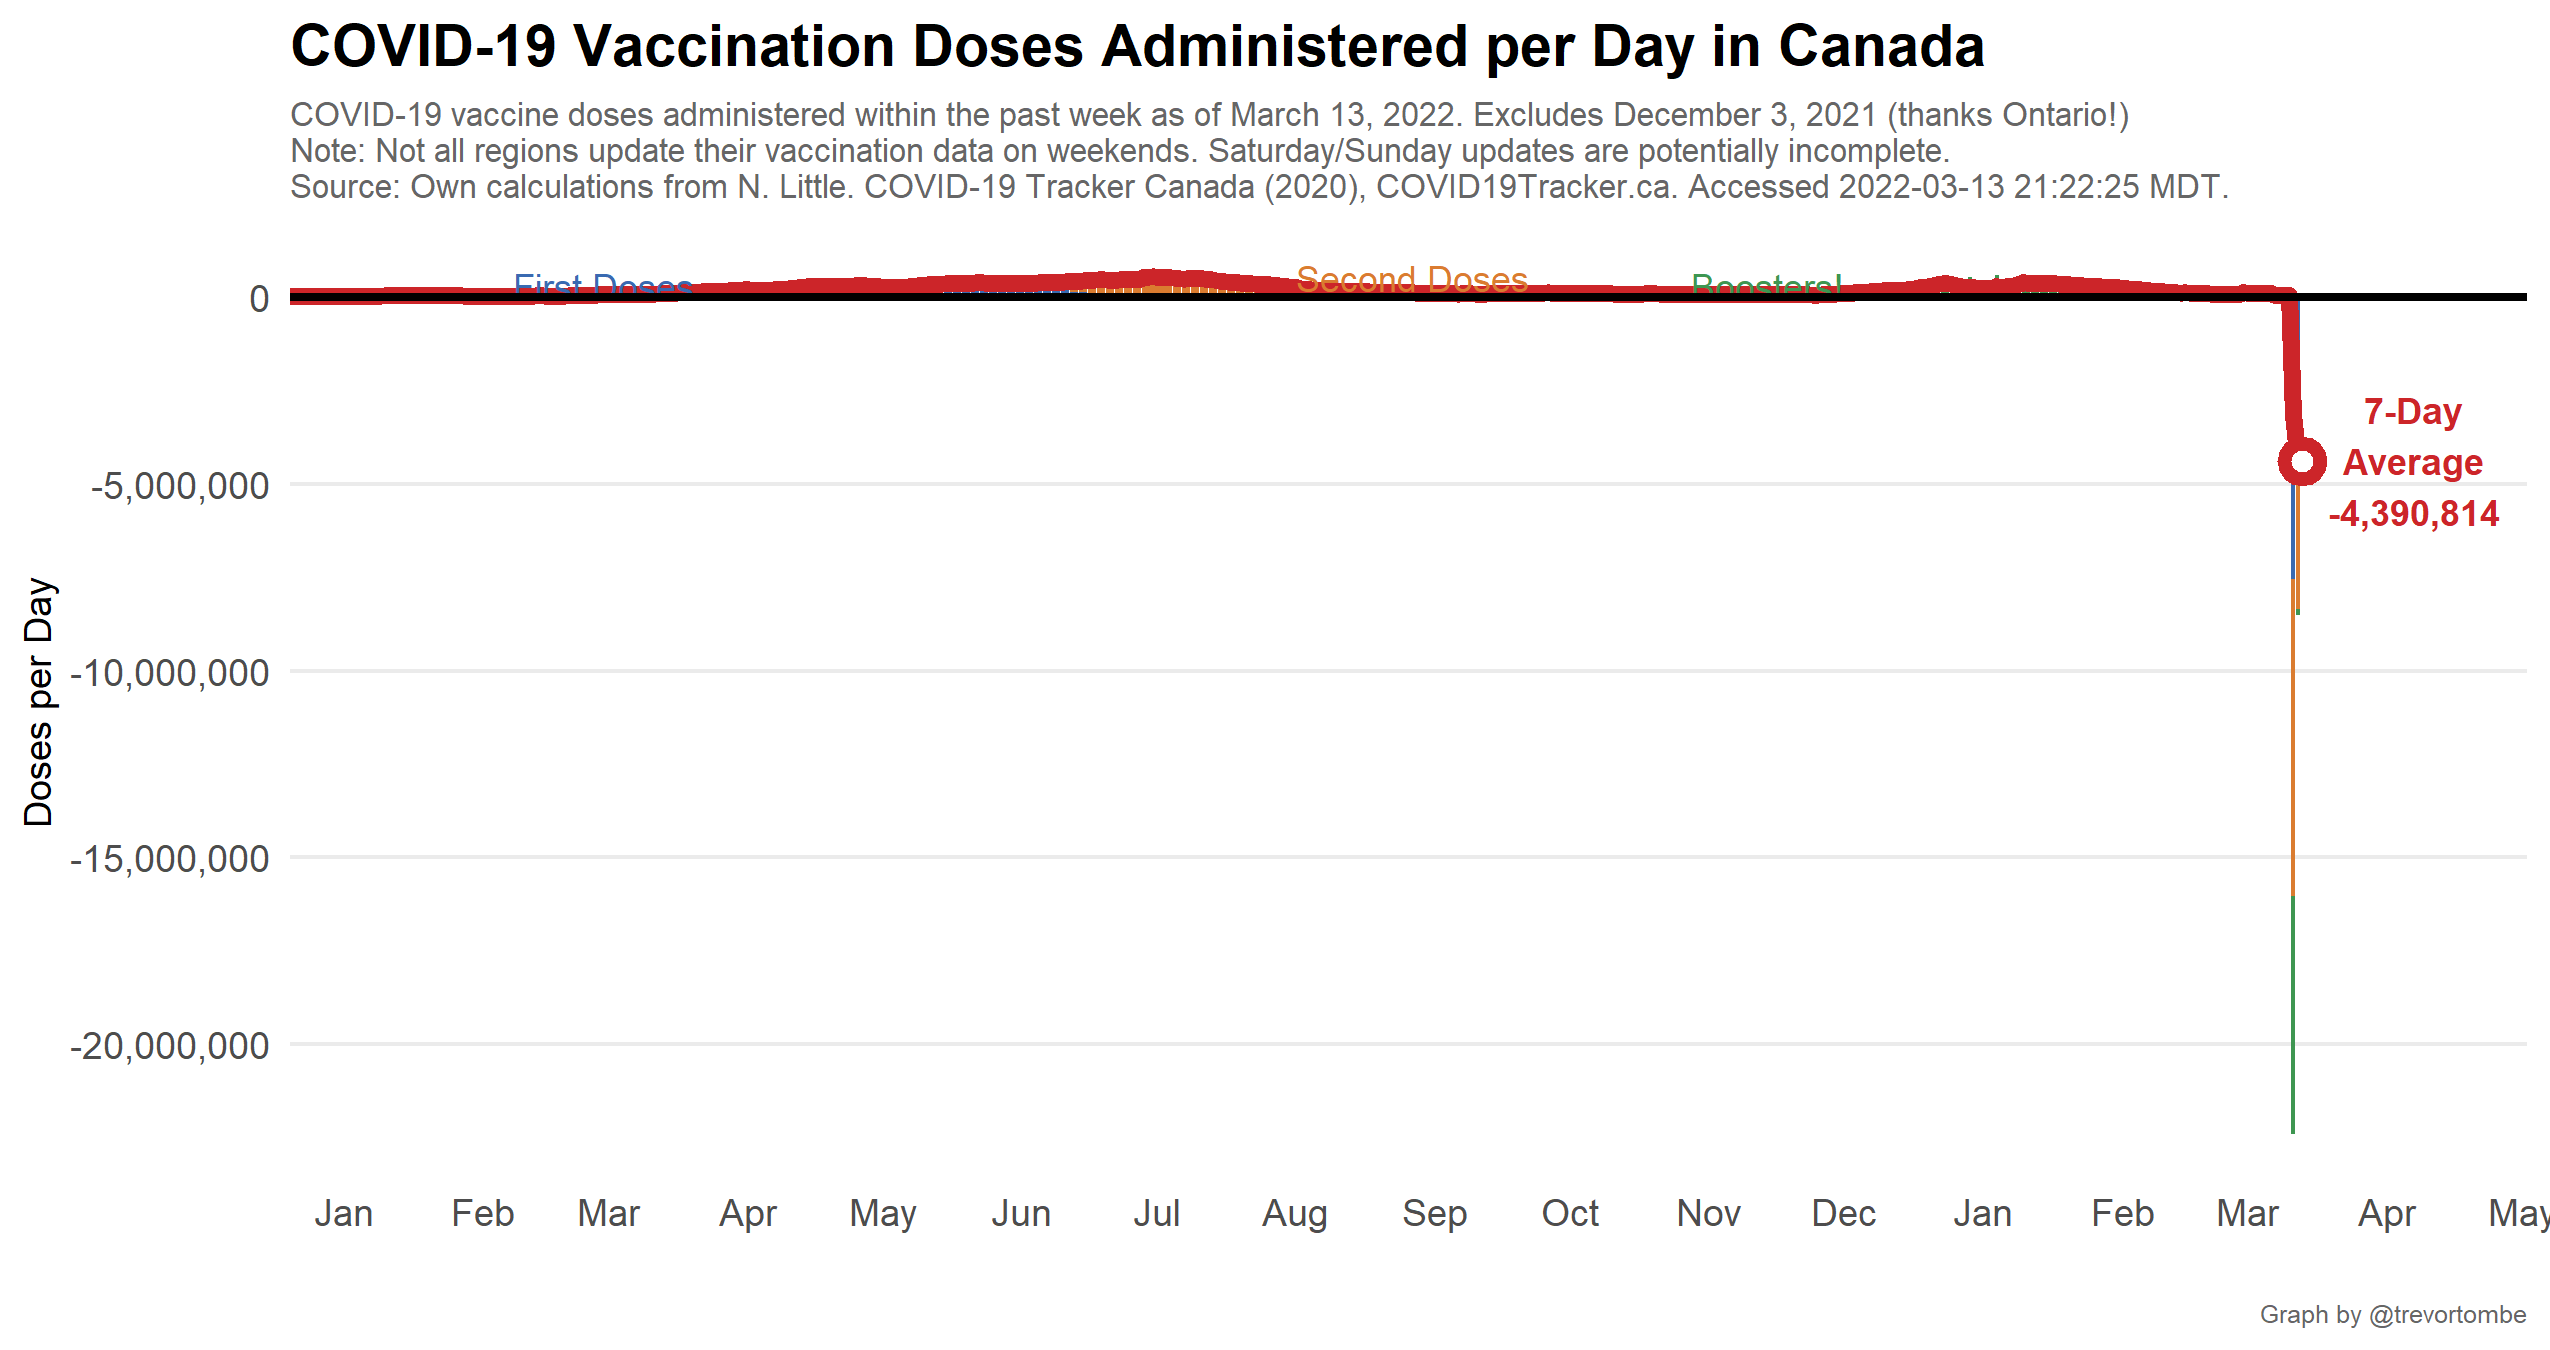 COVID-19 Vaccination Doses Administered per Day in Canada
COVID-19 vaccine doses administered within the past week as of March 13, 2022. Excludes December 3, 2021 (thanks Ontario!)
Note: Not all regions update their vaccination data on weekends. Saturday/Sunday updates are potentially incomplete.
Source: Own calculations from N. Little. COVID-19 Tracker Canada (2020), COVID19Tracker.ca. Accessed 2022-03-13 21:22:25 MDT.
First Doses
Second Doses
Boosters!
0
-5,000,000
-10,000,000
-15,000,000
-20,000,000
Doses per Day
7-Day
Average
-4,390,814
Jan Feb Mar Apr May Jun Jul Aug Sep Oct Nov Dec Jan Feb Mar Apr May
Graph by @trevortombe